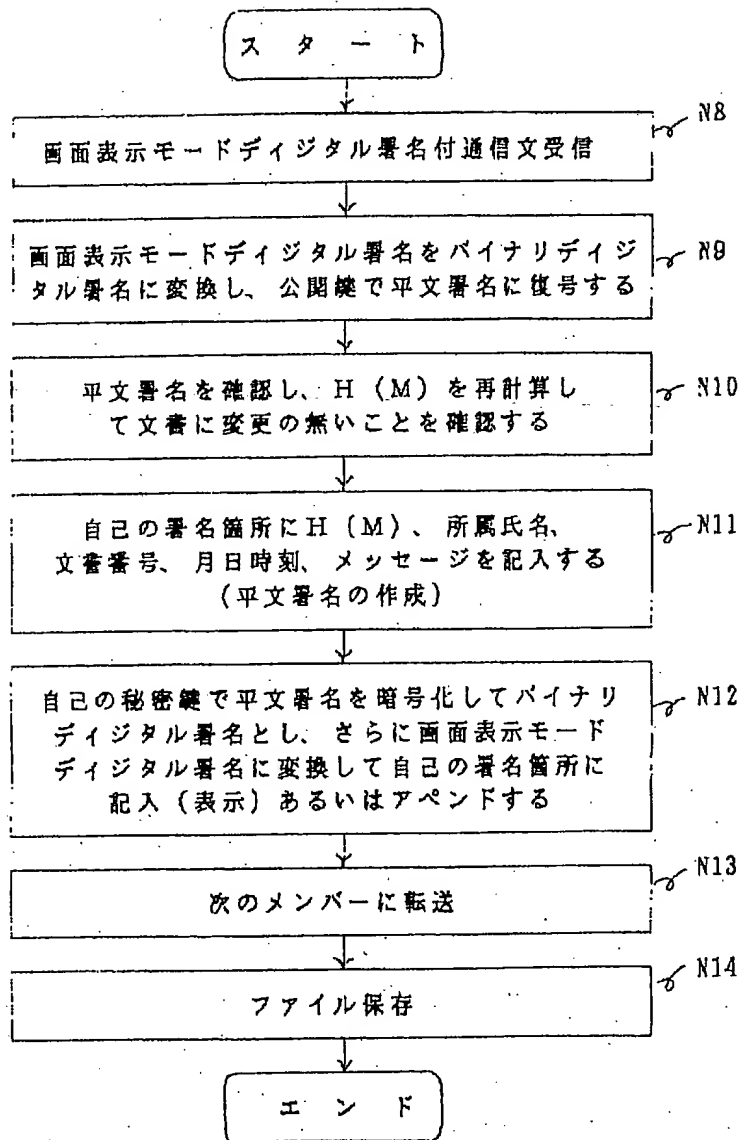 スタート
N8
画面表示モードディジタル署名付通信文受信
N9
画面表示モードディジタル署名をバイナリディジ
タル署名に変換し、公開鍵で平文署名に復号する
N10
平文署名を確認し、H(M)を再計算し
て文書に変更の無いことを確認する
N11
自己の署名箇所にH(M)、所属氏名、
文書番号、月日時刻、メッセージを記入する
(平文署名の作成)
N12
自己の秘密鍵で平文署名を暗号化してバイナリ
ディジタル署名とし、さらに画面表示モード
ディジタル署名に変換して自己の署名箇所に
記入(表示)あるいはアペンドする
N13
次のメンバーに転送
N14
ファイル保存
エンド